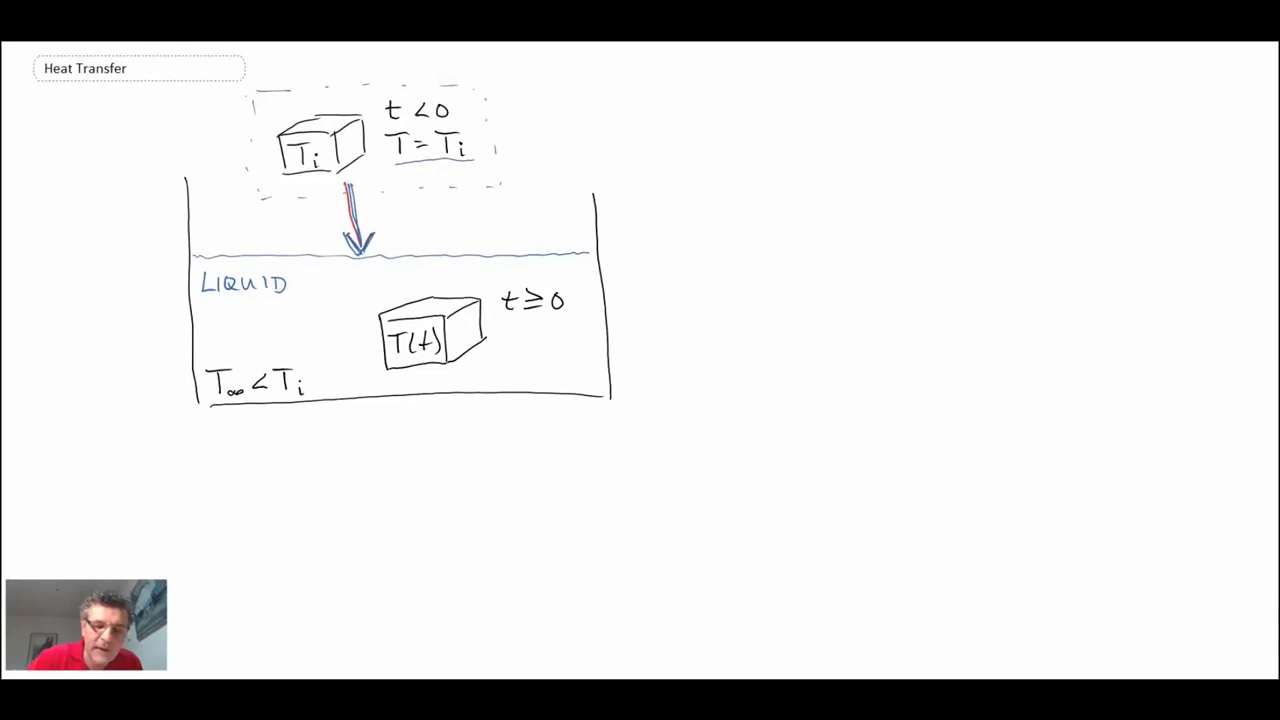 Heat Transfer
t < 0
T = Ti
Ti
LIQUID
t ≥ 0
T(t)
T∞ < Ti